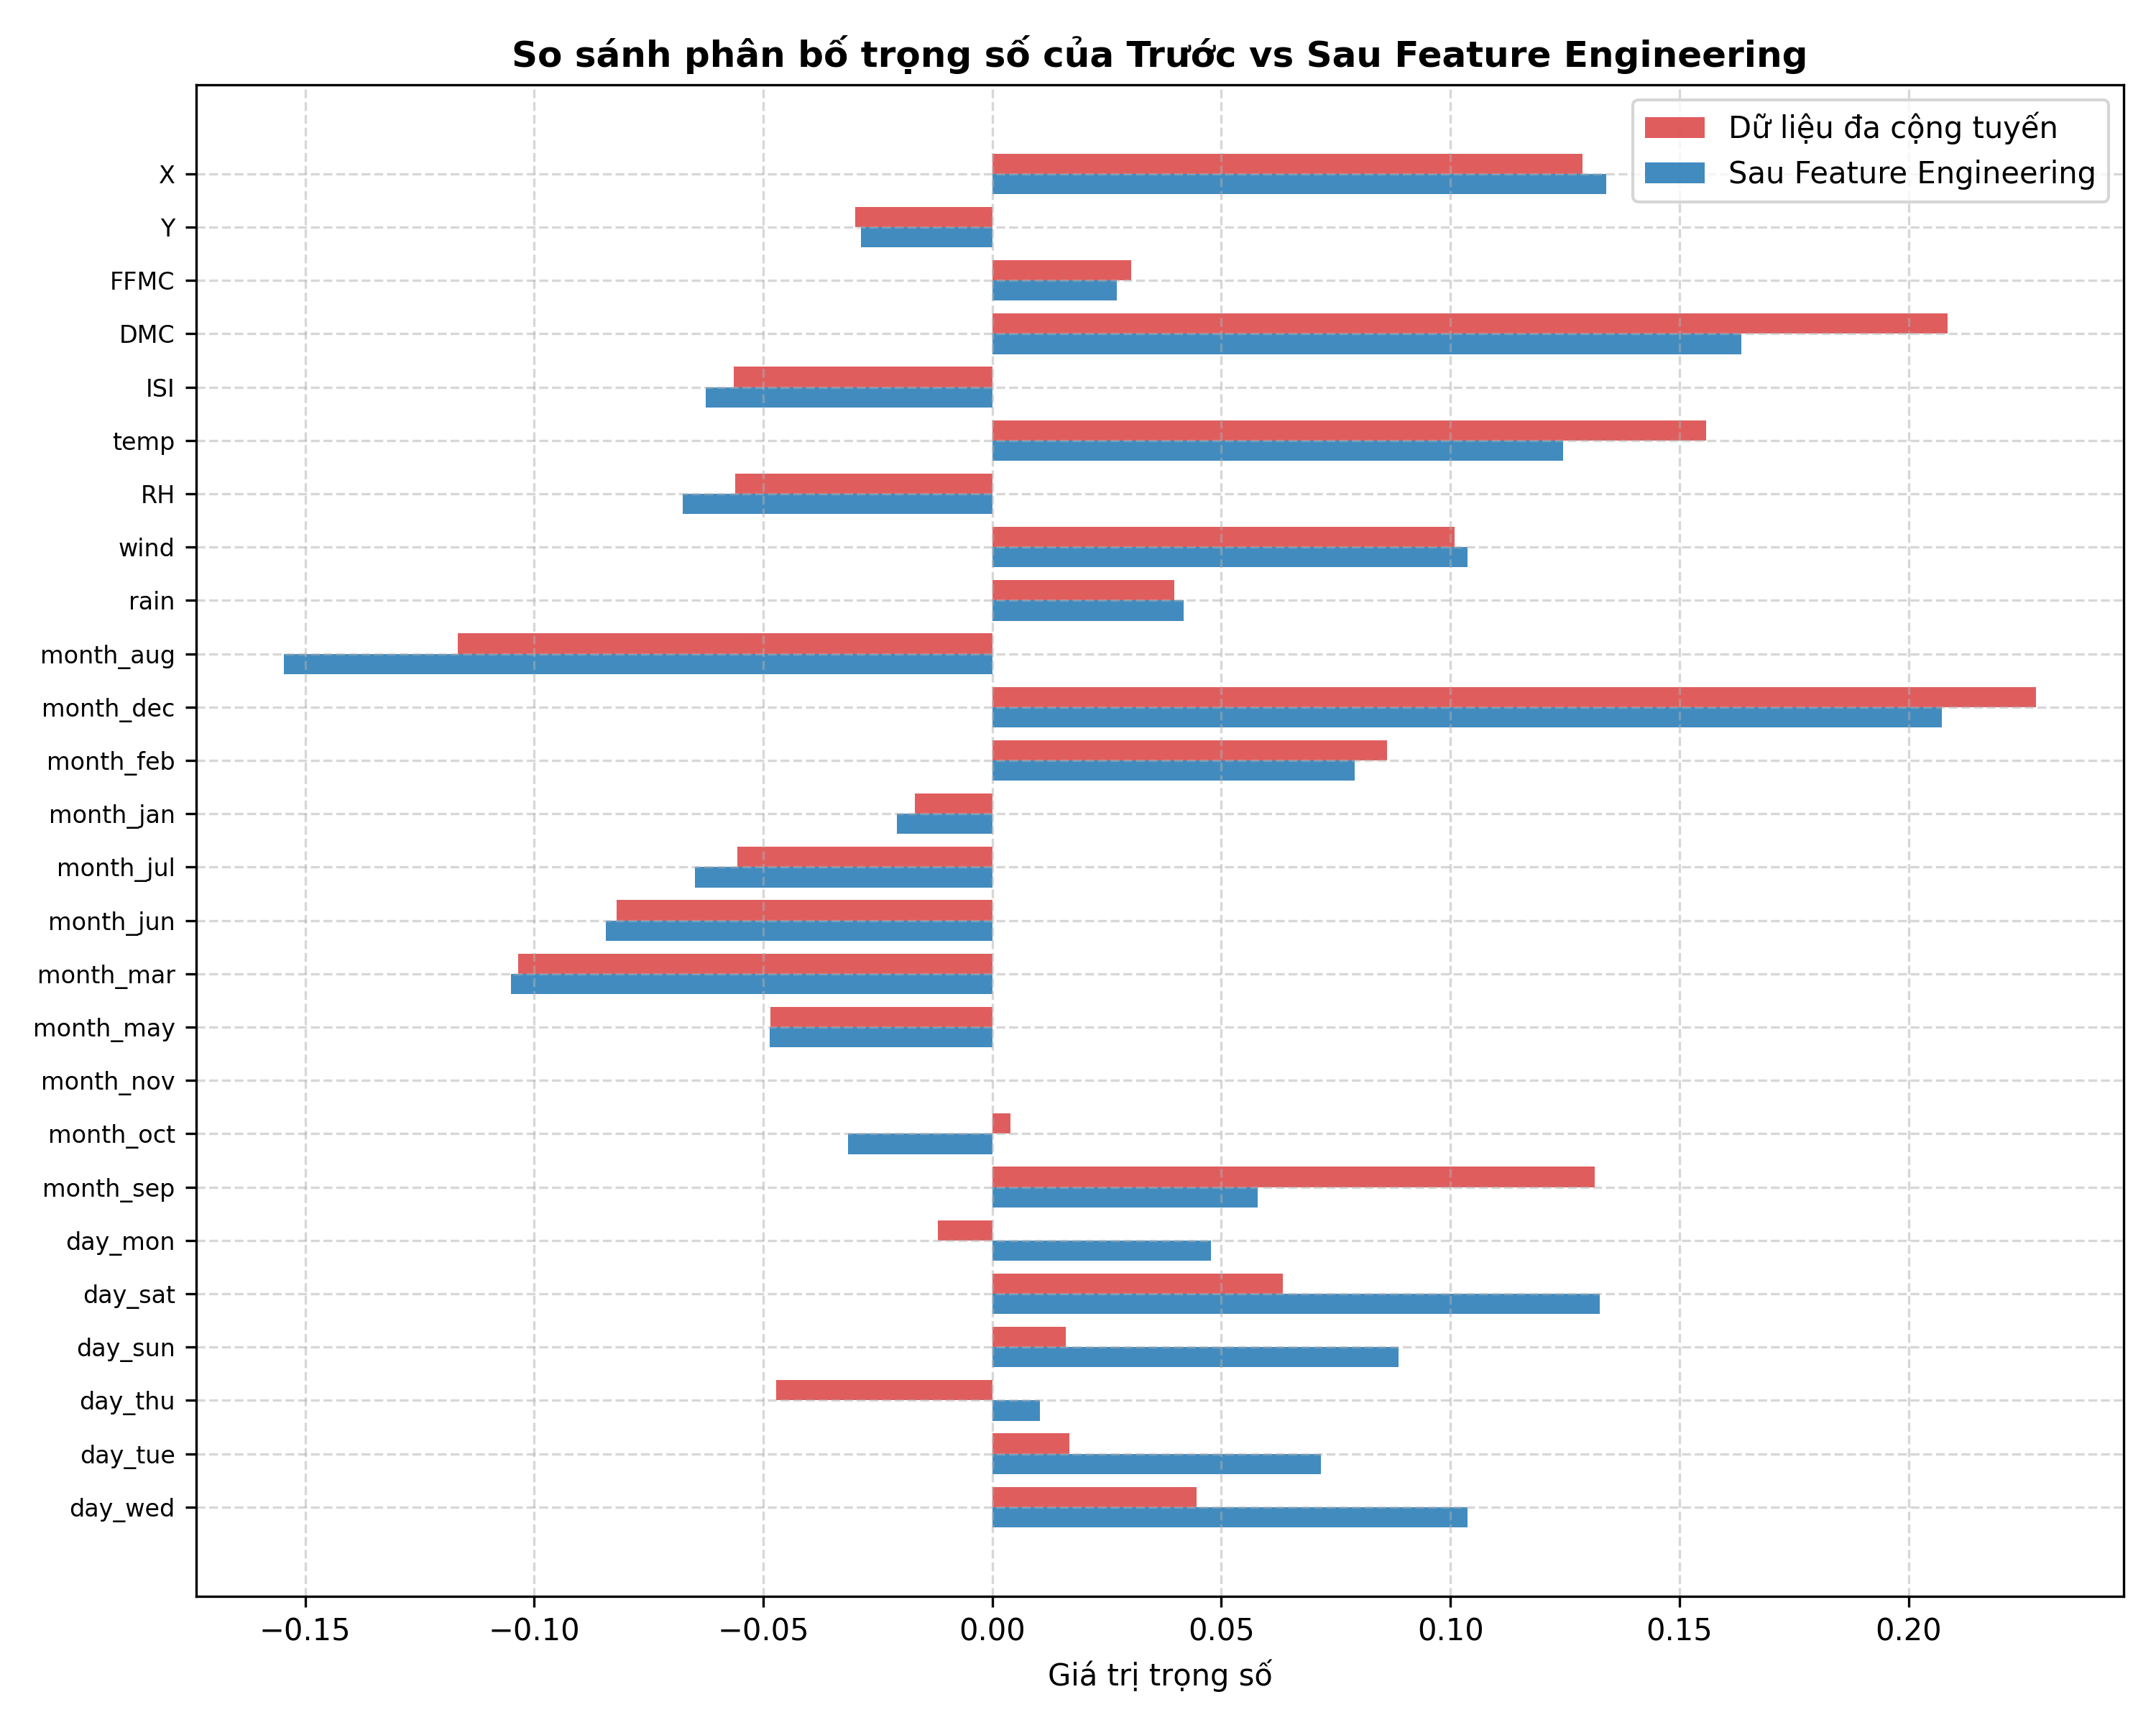 So sánh phân bố trọng số của Trước vs Sau Feature Engineering
Dữ liệu đa cộng tuyến
Sau Feature Engineering
X
Y
FFMC
DMC
ISI
temp
RH
wind
rain
month_aug
month_dec
month_feb
month_jan
month_jul
month_jun
month_mar
month_may
month_nov
month_oct
month_sep
day_mon
day_sat
day_sun
day_thu
day_tue
day_wed
−0.15 −0.10 −0.05 0.00 0.05 0.10 0.15 0.20
Giá trị trọng số